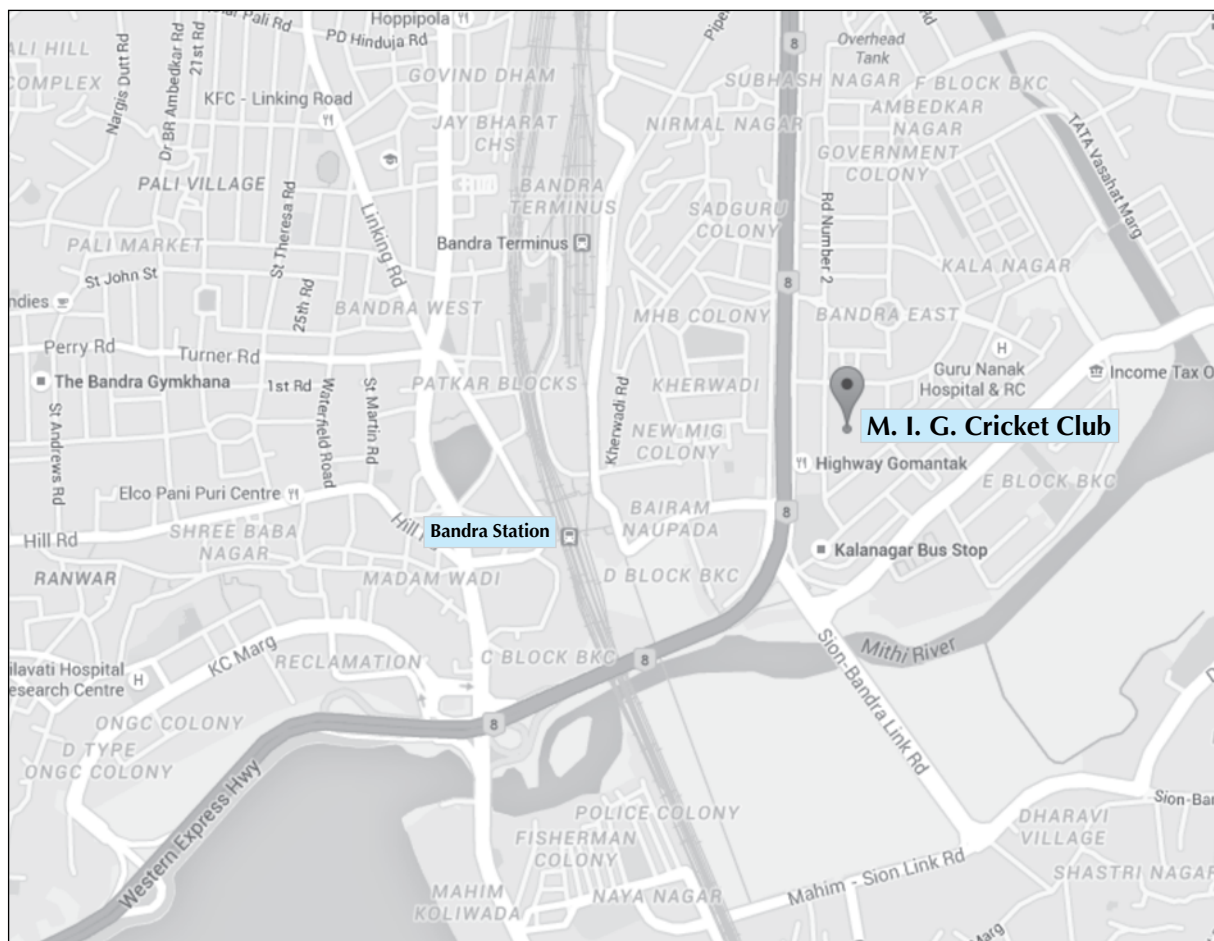 Pali Rd
Hoppipola
PD Hinduja Rd
ALI HILL
COMPLEX
Nargis Dutt Rd
Dr BR Ambedkar Rd
21st Rd
KFC - Linking Road
GOVIND DHAM
JAY BHARAT
CHS
8
Overhead
Tank
SUBHASH NAGAR
F BLOCK BKC
AMBEDKAR
NAGAR
NIRMAL NAGAR
GOVERNMENT
COLONY
TATA Vasahat Marg
PALI VILLAGE
St Theresa Rd
Linking Rd
BANDRA
TERMINUS
SADGURU
COLONY
Rd Number 2
PALI MARKET
Bandra Terminus
St John St
25th Rd
KALA NAGAR
8
ndies
BANDRA WEST
MHB COLONY
BANDRA EAST
Perry Rd
Turner Rd
H
Guru Nanak
Hospital & RC
The Bandra Gymkhana
1st Rd
PATKAR BLOCKS
KHERWADI
Income Tax O
St Andrews Rd
Waterfield Road
St Martin Rd
Kherwadi Rd
M. I. G. Cricket Club
NEW MIG
COLONY
Highway Gomantak
E BLOCK BKC
Elco Pani Puri Centre
BAIRAM
NAUPADA
8
Hill Rd
SHREE BABA
NAGAR
Hill
Bandra Station
Kalanagar Bus Stop
RANWAR
MADAM WADI
D BLOCK BKC
KC Marg
RECLAMATION
C BLOCK BKC
8
Mithi River
ilavati Hospital
esearch Centre
H
Sion-Bandra Link Rd
ONGC COLONY
8
D TYPE
ONGC COLONY
Western Express Hwy
POLICE COLONY
Sion-Ba
FISHERMAN
COLONY
DHARAVI
VILLAGE
Mahim - Sion Link Rd
SHASTRI NAGAR
MAHIM
KOLIWADA
NAYA NAGAR
Marg